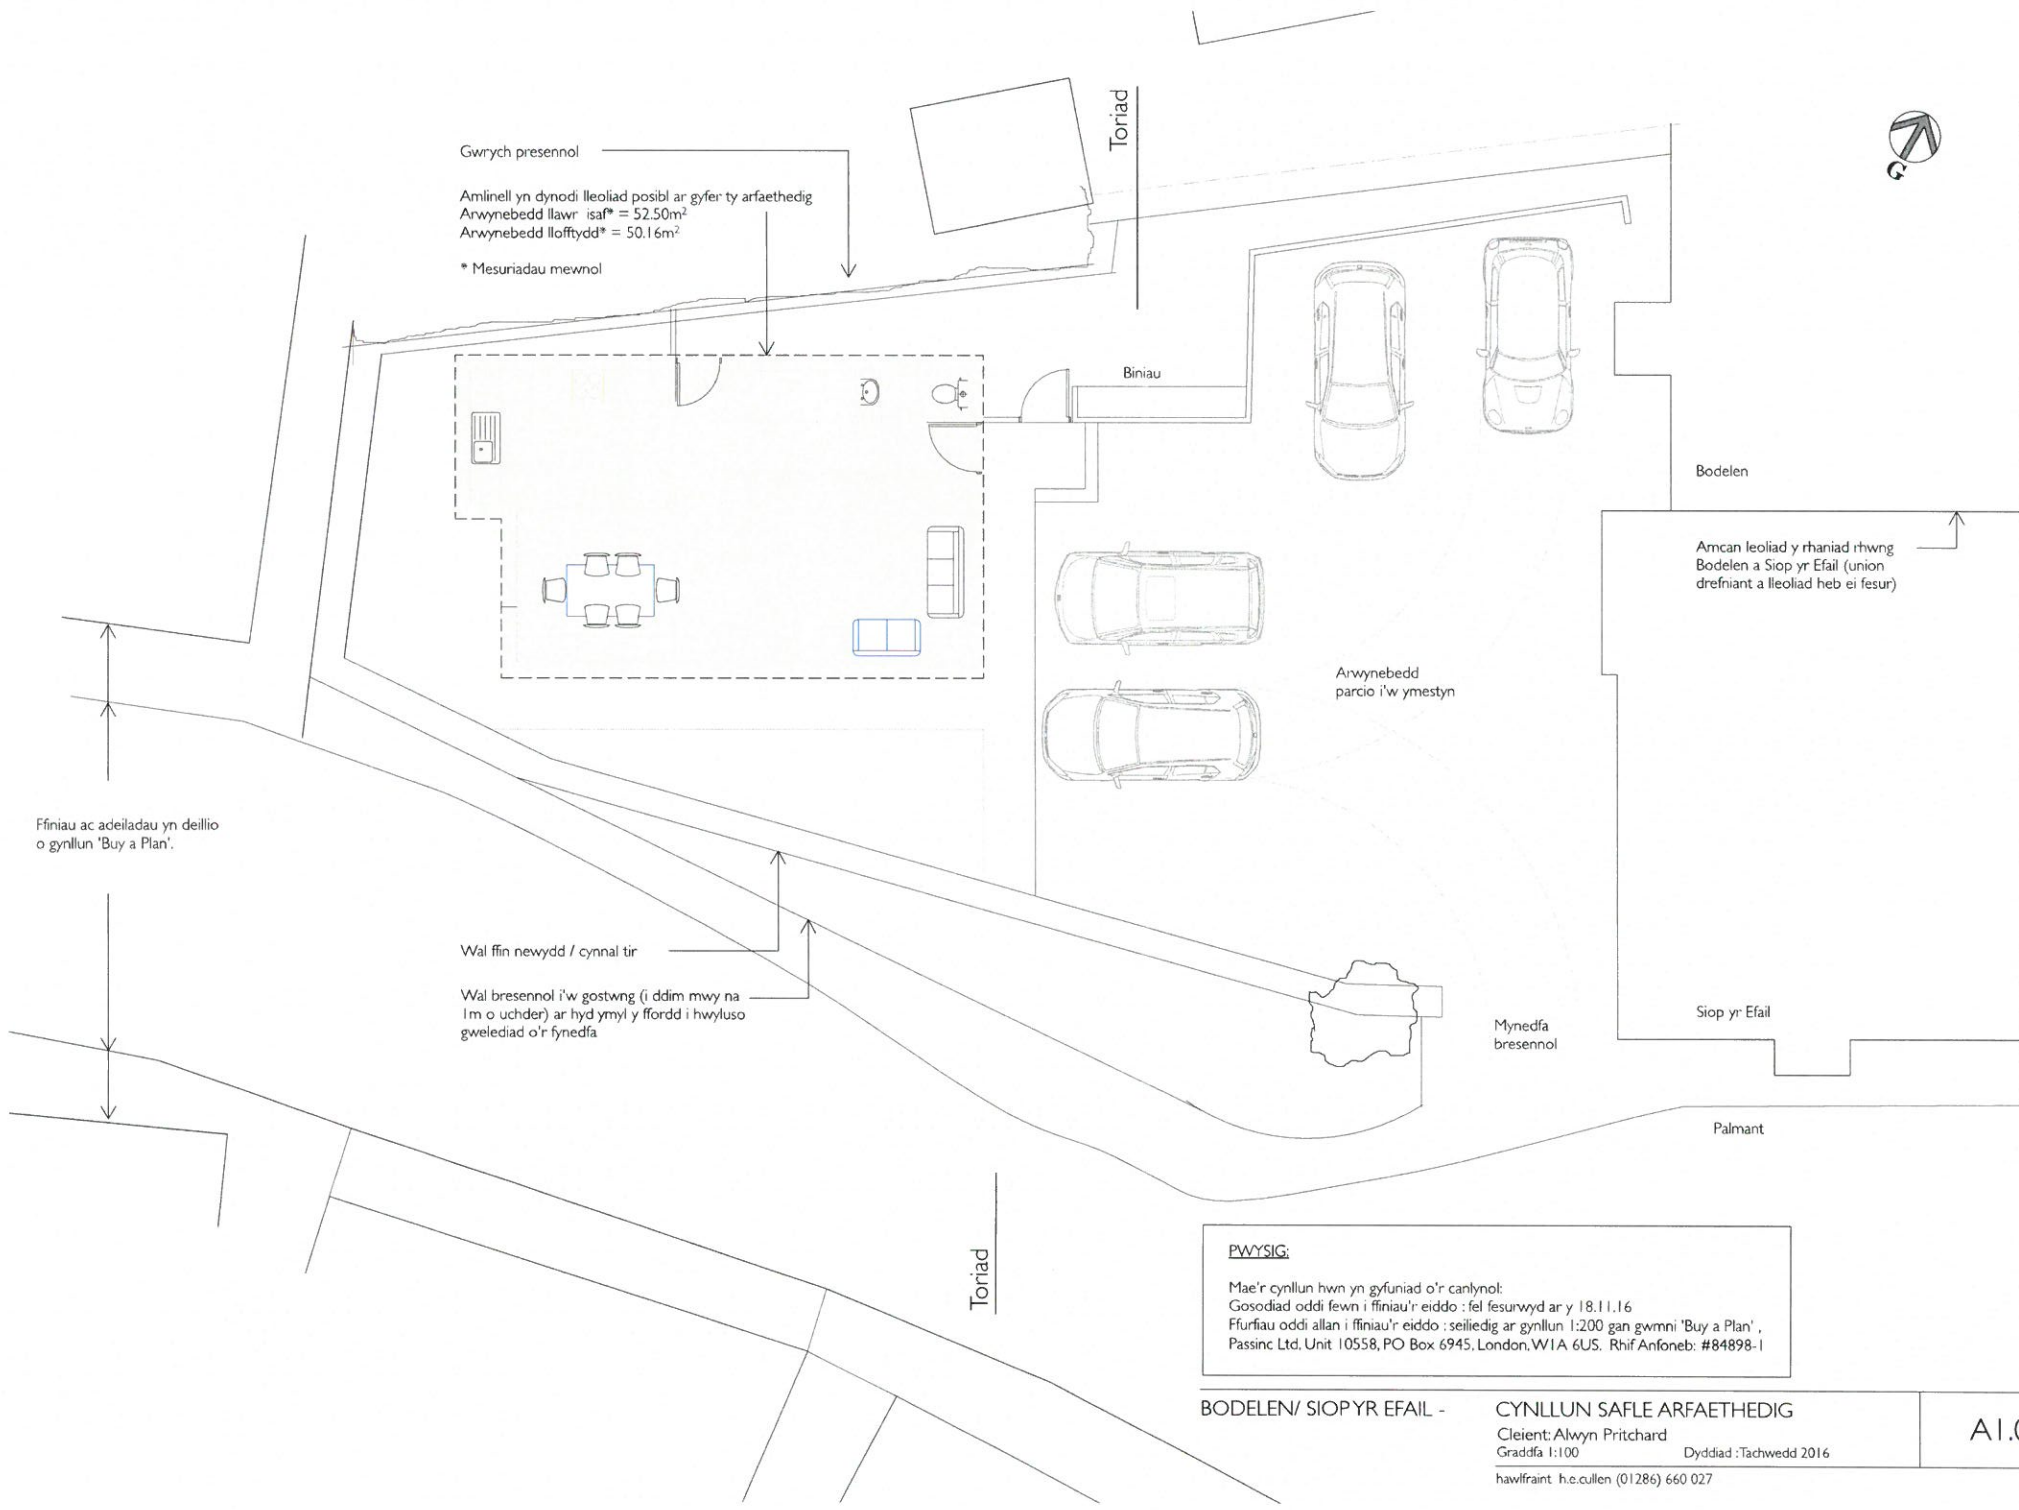 Toriad
G
Gwrych presennol
Amlinell yn dynodi lleoliad posibl ar gyfer ty arfaethedig
Arwynebedd llawr isaf* = 52.50m²
Arwynebedd llofftydd* = 50.16m²
* Mesuriadau mewnol
Biniau
Bodelen
Amcan leoliad y rhaniad rhwng
Bodelen a Siop yr Efail (union
drefniant a lleoliad heb ei fesur)
Arwynebedd
parcio i'w ymestyn
Ffiniau ac adeiladau yn deillio
o gynllun 'Buy a Plan'.
Wal ffin newydd / cynnal tir
Wal bresennol i'w gostwng (i ddim mwy na
1m o uchder) ar hyd ymyl y ffordd i hwyluso
gwelediad o'r fynedfa
Mynedfa
bresennol
Siop yr Efail
Palmant
Toriad
PWYSIG:
Mae'r cynllun hwn yn gyfuniad o'r canlynol:
Gosodiad oddi fewn i ffiniau'r eiddo : fel fesurwyd ar y 18.11.16
Ffurfiau oddi allan i ffiniau'r eiddo : seiliedig ar gynllun 1:200 gan gwmni 'Buy a Plan' ,
Passinc Ltd, Unit 10558, PO Box 6945, London, W1A 6US. Rhif Anfoneb: #84898-1
BODELEN/ SIOP YR EFAIL -
CYNLLUN SAFLE ARFAETHEDIG
Cleient: Alwyn Pritchard
Graddfa 1:100 Dyddiad : Tachwedd 2016
hawlfraint h.e.cullen (01286) 660 027